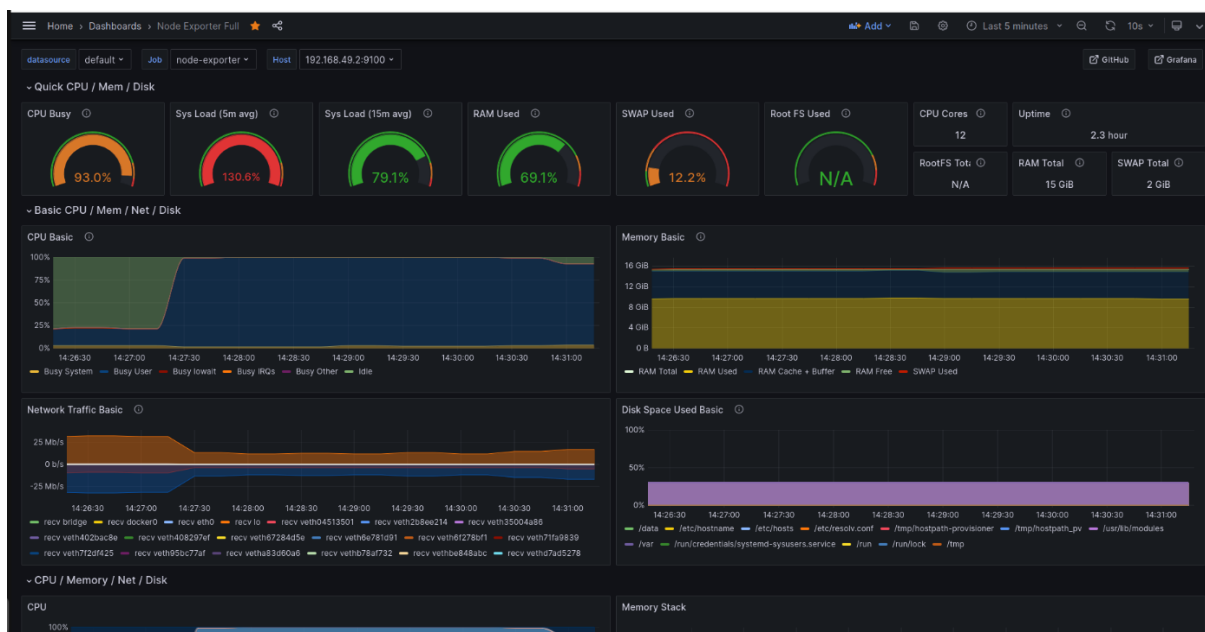 Home › Dashboards › Node Exporter Full
Add
Last 5 minutes
10s
datasource default Job node-exporter Host 192.168.49.2:9100
GitHub Grafana
Quick CPU / Mem / Disk
CPU Busy
93.0%
Sys Load (5m avg)
130.6%
Sys Load (15m avg)
79.1%
RAM Used
69.1%
SWAP Used
12.2%
Root FS Used
N/A
CPU Cores
12
Uptime
2.3 hour
RootFS Tot
N/A
RAM Total
15 GiB
SWAP Total
2 GiB
Basic CPU / Mem / Net / Disk
CPU Basic
100%
75%
50%
25%
0%
14:26:30 14:27:00 14:27:30 14:28:00 14:28:30 14:29:00 14:29:30 14:30:00 14:30:30 14:31:00
Busy System Busy User Busy Iowait Busy IRQs Busy Other Idle
Memory Basic
16 GiB
12 GiB
8 GiB
4 GiB
0 B
14:26:30 14:27:00 14:27:30 14:28:00 14:28:30 14:29:00 14:29:30 14:30:00 14:30:30 14:31:00
RAM Total RAM Used RAM Cache + Buffer RAM Free SWAP Used
Network Traffic Basic
25 Mb/s
0 b/s
-25 Mb/s
14:26:30 14:27:00 14:27:30 14:28:00 14:28:30 14:29:00 14:29:30 14:30:00 14:30:30 14:31:00
recv bridge recv docker0 recv eth0 recv lo recv veth04513501 recv veth2b8ee214 recv veth35004a86
recv veth402bac8e recv veth408297ef recv veth67284d5e recv veth6e781d91 recv veth6f278bf1 recv veth71fa9839
recv veth7f2df425 recv veth95bc77af recv vetha83d60a6 recv vethb78af732 recv vethbe848abc recv vethd7ad5278
Disk Space Used Basic
100%
50%
0%
14:26:30 14:27:00 14:27:30 14:28:00 14:28:30 14:29:00 14:29:30 14:30:00 14:30:30 14:31:00
/data /etc/hostname /etc/hosts /etc/resolv.conf /tmp/hostpath-provisioner /tmp/hostpath_pv /usr/lib/modules
/var /run/credentials/systemd-sysusers.service /run /run/lock /tmp
CPU / Memory / Net / Disk
CPU
100%
Memory Stack